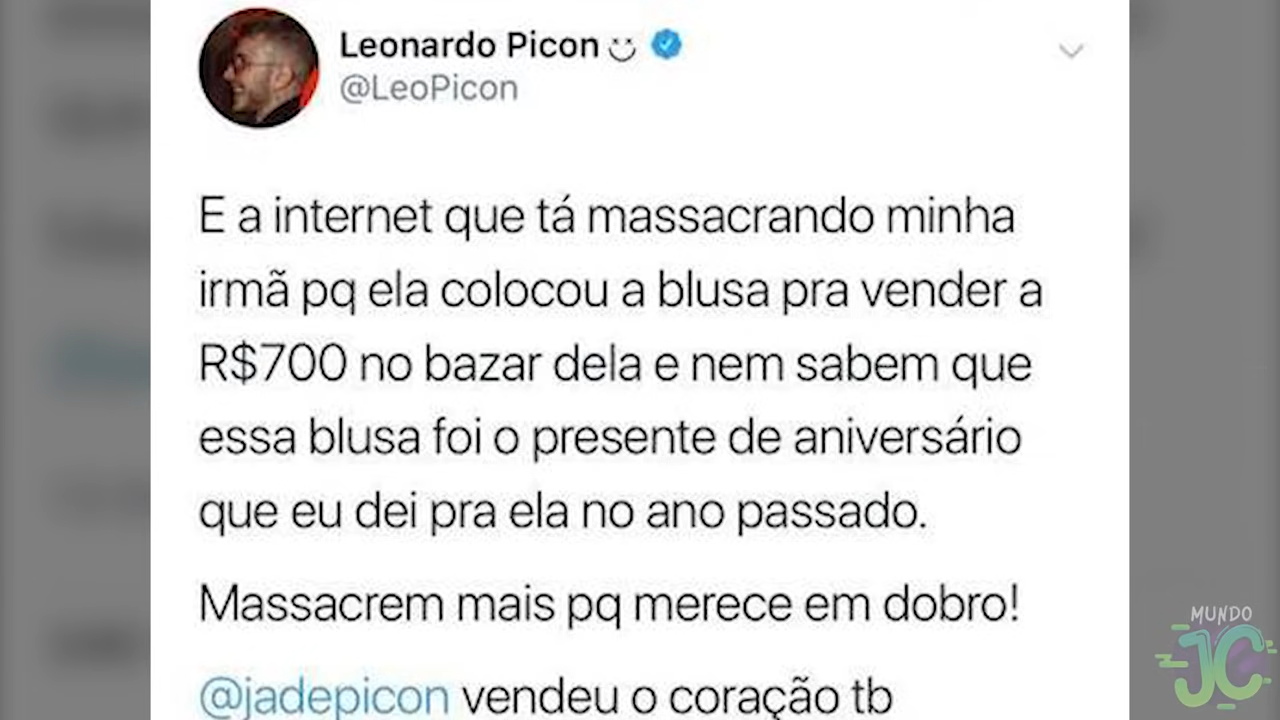 Leonardo Picon
@LeoPicon
E a internet que tá massacrando minha
irmã pq ela colocou a blusa pra vender a
R$700 no bazar dela e nem sabem que
essa blusa foi o presente de aniversário
que eu dei pra ela no ano passado.
Massacrem mais pq merece em dobro!
@jadepicon vendeu o coração tb
MUNDO
JC